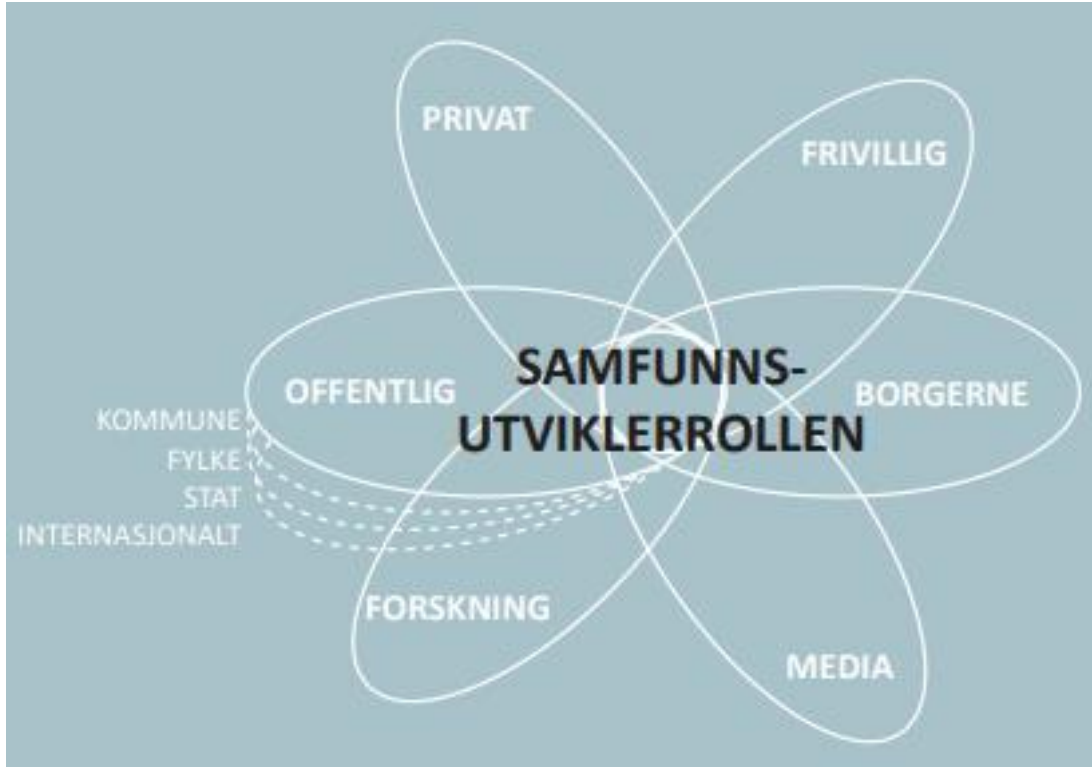 PRIVAT
FRIVILLIG
SAMFUNNS-
UTVIKLERROLLEN
OFFENTLIG
BORGERNE
KOMMUNE
FYLKE
STAT
INTERNASJONALT
FORSKNING
MEDIA